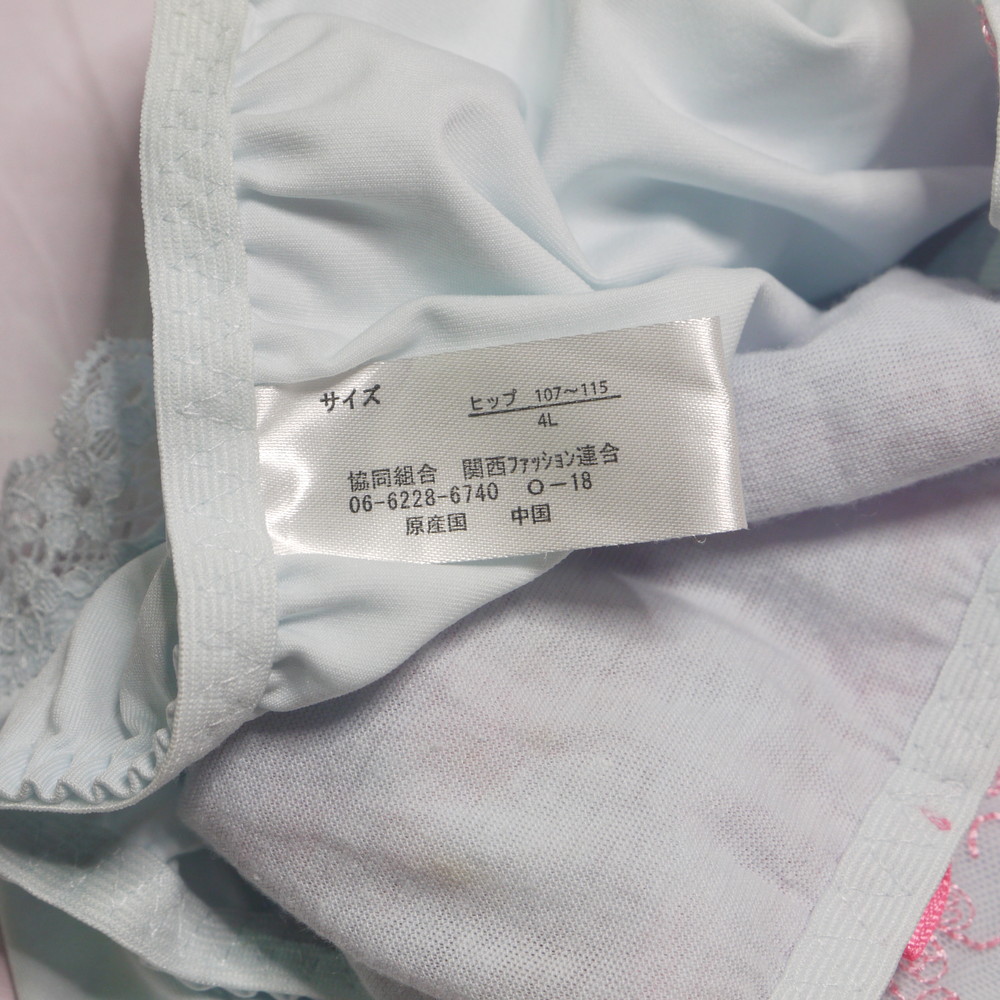 サイズ ヒップ 107～115
4L
協同組合 関西ファッション連合
06-6228-6740 O-18
原産国 中国